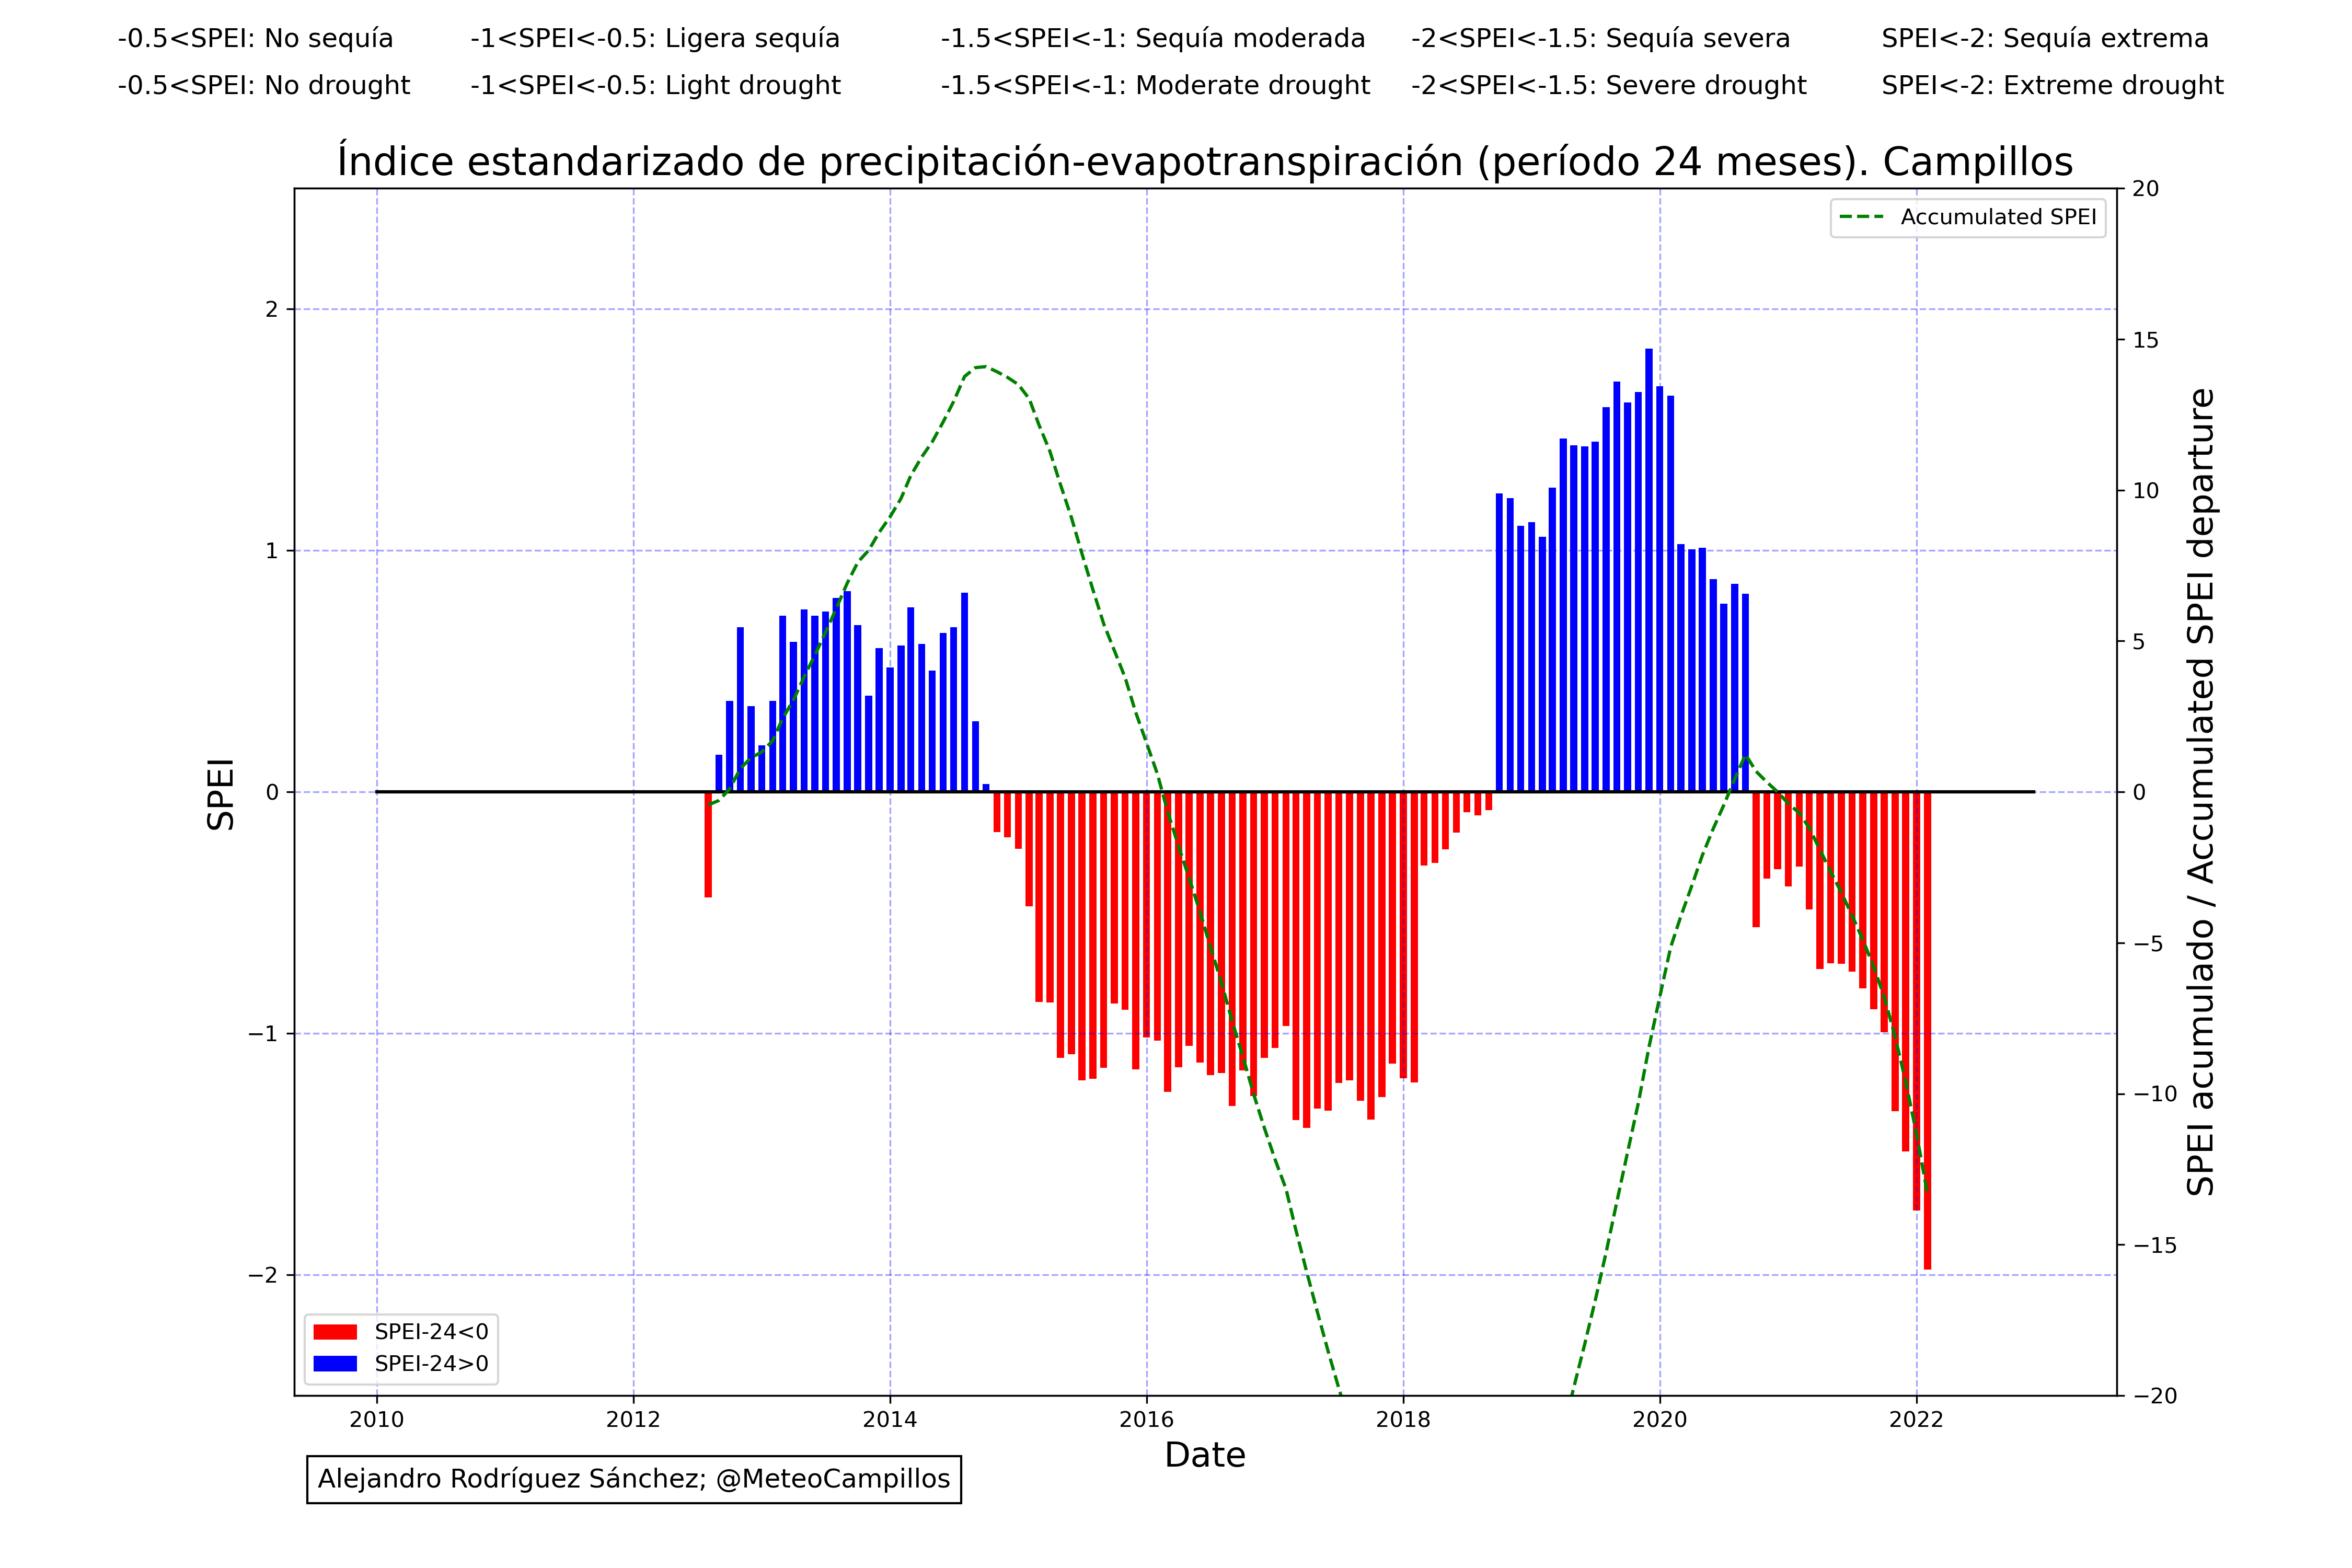 -0.5<SPEI: No sequía
-1<SPEI<-0.5: Ligera sequía
-1.5<SPEI<-1: Sequía moderada
-2<SPEI<-1.5: Sequía severa
SPEI<-2: Sequía extrema
-0.5<SPEI: No drought
-1<SPEI<-0.5: Light drought
-1.5<SPEI<-1: Moderate drought
-2<SPEI<-1.5: Severe drought
SPEI<-2: Extreme drought
Índice estandarizado de precipitación-evapotranspiración (período 24 meses). Campillos
Accumulated SPEI
SPEI
2
1
0
−1
−2
20
15
10
5
0
−5
−10
−15
−20
SPEI acumulado / Accumulated SPEI departure
SPEI-24<0
SPEI-24>0
2010
2012
2014
2016
2018
2020
2022
Date
Alejandro Rodríguez Sánchez; @MeteoCampillos